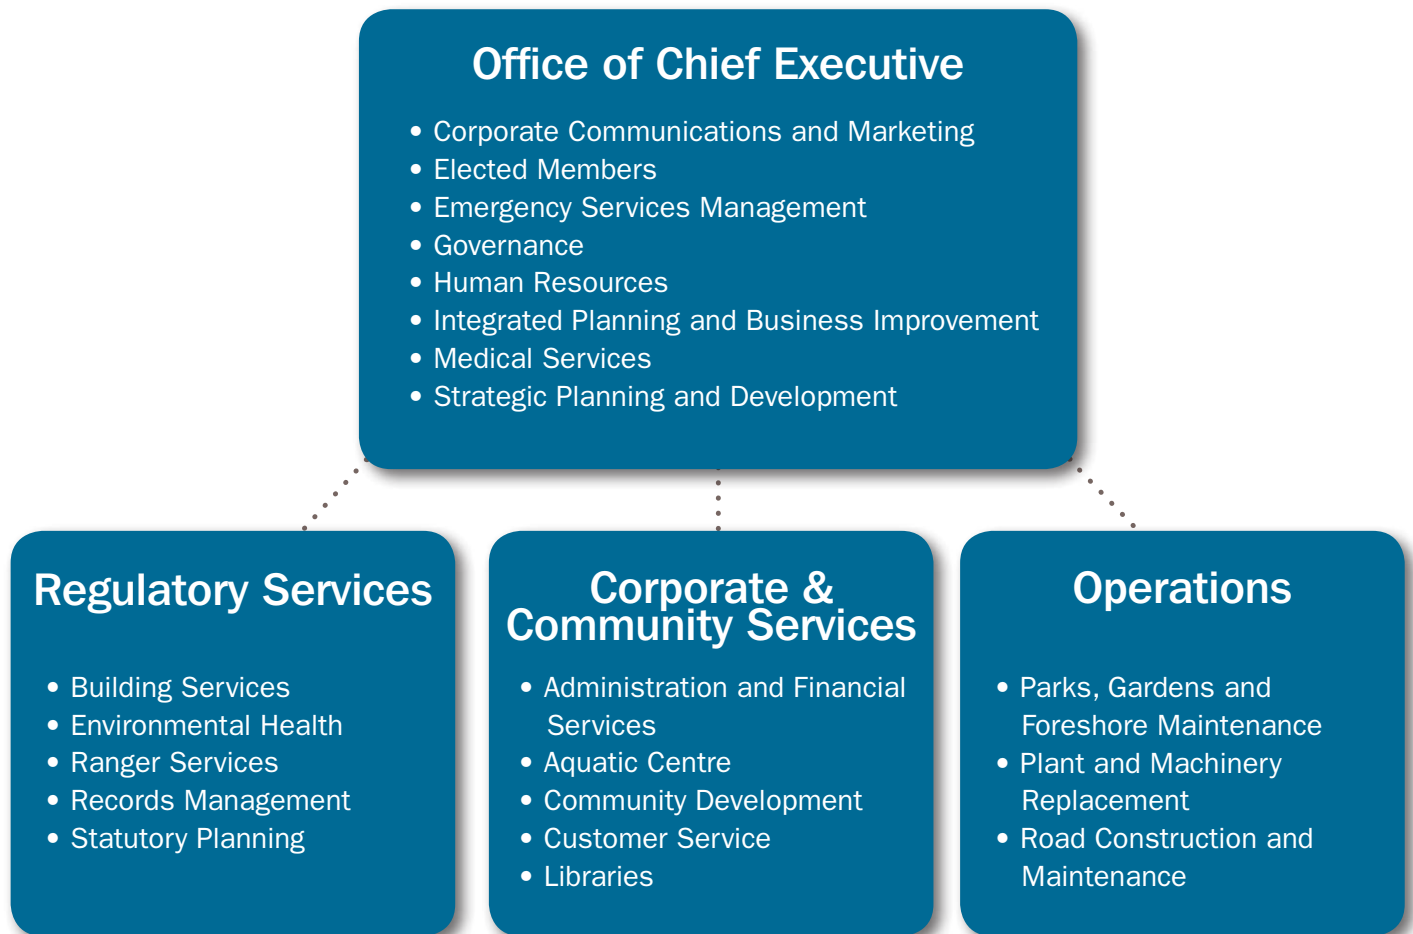 Office of Chief Executive
• Corporate Communications and Marketing
• Elected Members
• Emergency Services Management
• Governance
• Human Resources
• Integrated Planning and Business Improvement
• Medical Services
• Strategic Planning and Development
Regulatory Services
• Building Services
• Environmental Health
• Ranger Services
• Records Management
• Statutory Planning
Corporate &
Community Services
• Administration and Financial
Services
• Aquatic Centre
• Community Development
• Customer Service
• Libraries
Operations
• Parks, Gardens and
Foreshore Maintenance
• Plant and Machinery
Replacement
• Road Construction and
Maintenance